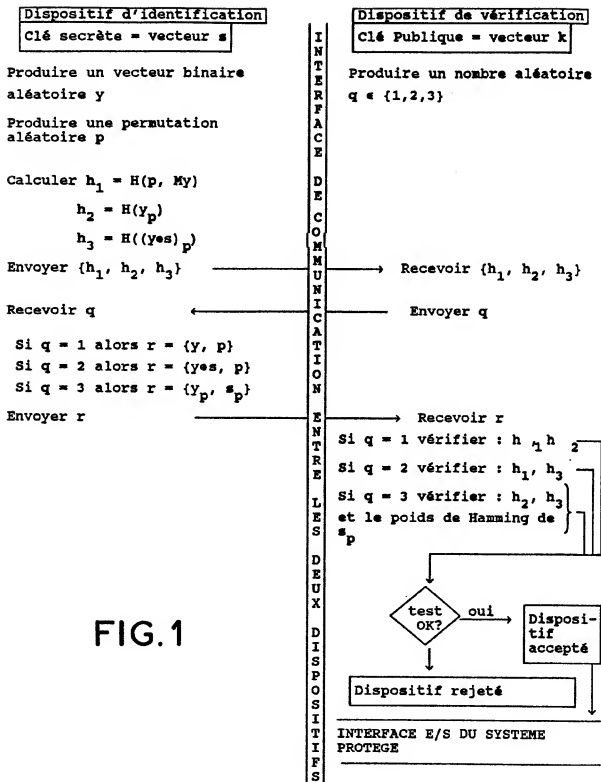 Dispositif d'identification
Clé secrète = vecteur s
Produire un vecteur binaire
aléatoire y
Produire une permutation
aléatoire p
Calculer h1 = H(p, My)
h2 = H(yp)
h3 = H((y⊕s)p)
Envoyer {h1, h2, h3}
Recevoir q
Si q = 1 alors r = {y, p}
Si q = 2 alors r = {y⊕s, p}
Si q = 3 alors r = {yp, sp}
Envoyer r
INTERFACE DE COMMUNICATION ENTRE LES DEUX DISPOSITIFS
Dispositif de vérification
Clé Publique = vecteur k
Produire un nombre aléatoire
q ∈ {1,2,3}
Recevoir {h1, h2, h3}
Envoyer q
Recevoir r
Si q = 1 vérifier : h1, h2
Si q = 2 vérifier : h1, h3
Si q = 3 vérifier : h2, h3
et le poids de Hamming de
sp
test
OK?
oui
Disposi-
tif
accepté
Dispositif rejeté
INTERFACE E/S DU SYSTEME
PROTEGE
FIG.1